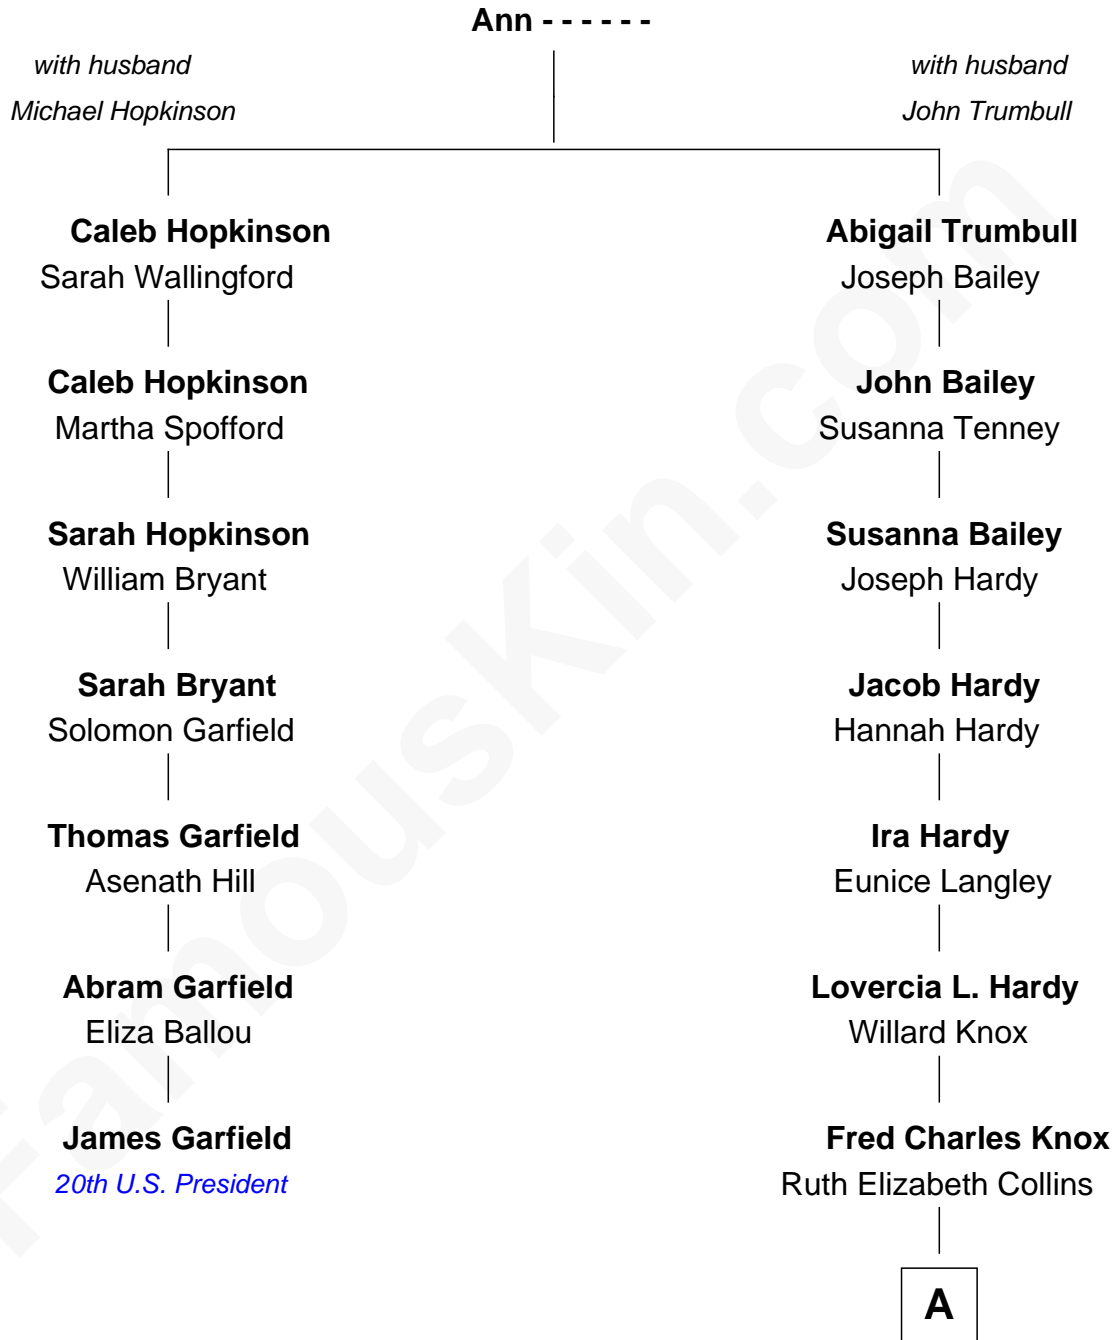 Ann - - - - - -
with husband
Michael Hopkinson
with husband
John Trumbull
Caleb Hopkinson
Sarah Wallingford
Abigail Trumbull
Joseph Bailey
Caleb Hopkinson
Martha Spofford
John Bailey
Susanna Tenney
Sarah Hopkinson
William Bryant
Susanna Bailey
Joseph Hardy
Sarah Bryant
Solomon Garfield
Jacob Hardy
Hannah Hardy
Thomas Garfield
Asenath Hill
Ira Hardy
Eunice Langley
Abram Garfield
Eliza Ballou
Lovercia L. Hardy
Willard Knox
James Garfield
20th U.S. President
Fred Charles Knox
Ruth Elizabeth Collins
A
FamousKin.com